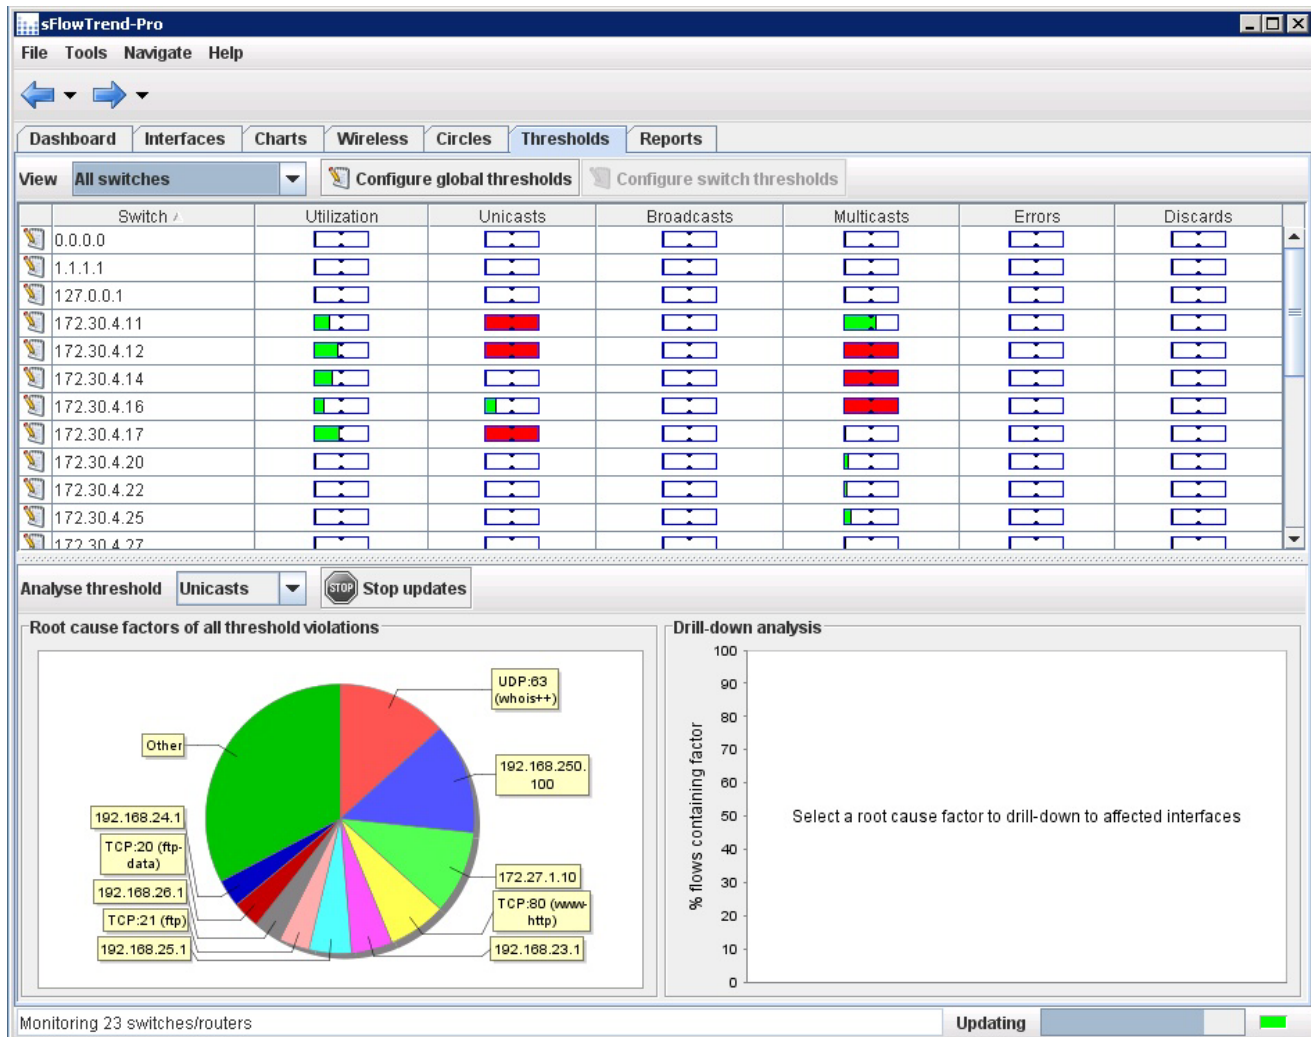 sFlowTrend-Pro
File Tools Navigate Help
Dashboard Interfaces Charts Wireless Circles Thresholds Reports
View All switches Configure global thresholds Configure switch thresholds
Switch Utilization Unicasts Broadcasts Multicasts Errors Discards
0.0.0.0
1.1.1.1
127.0.0.1
172.30.4.11
172.30.4.12
172.30.4.14
172.30.4.16
172.30.4.17
172.30.4.20
172.30.4.22
172.30.4.25
172.30.4.27
Analyse threshold Unicasts STOP Stop updates
Root cause factors of all threshold violations
UDP:63
(whois++)
Other
192.168.250.
100
192.168.24.1
TCP:20 (ftp-
data)
192.168.26.1
TCP:21 (ftp)
192.168.25.1
172.27.1.10
TCP:80 (www-
http)
192.168.23.1
Drill-down analysis
100
90
80
70
60
50
40
30
20
10
0
% flows containing factor
Select a root cause factor to drill-down to affected interfaces
Monitoring 23 switches/routers
Updating